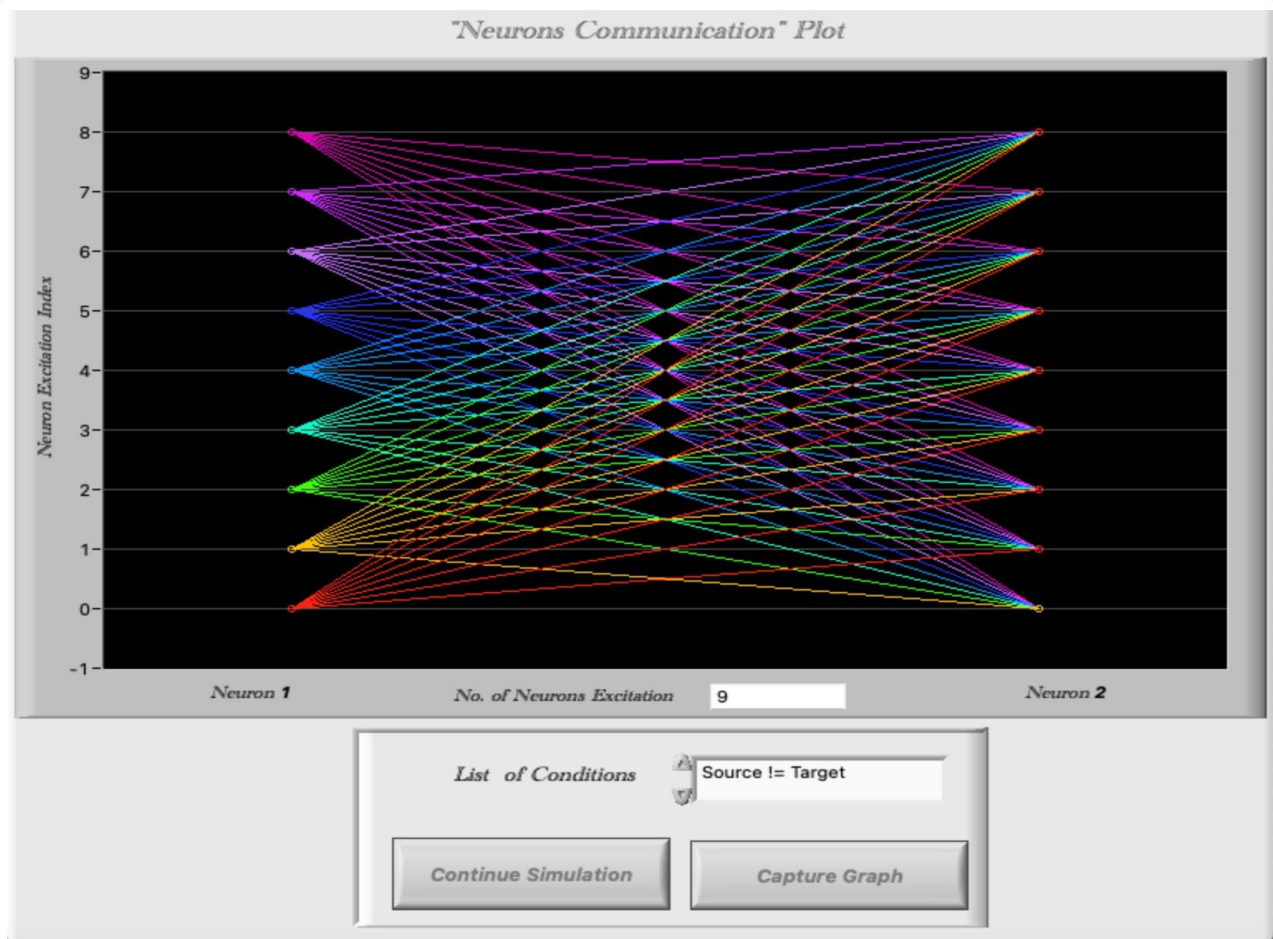 "Neurons Communication" Plot
9
8
7
6
5
4
3
2
1
0
-1
Neuron Excitation Index
Neuron 1
No. of Neurons Excitation 9
Neuron 2
List of Conditions
Source != Target
Continue Simulation
Capture Graph